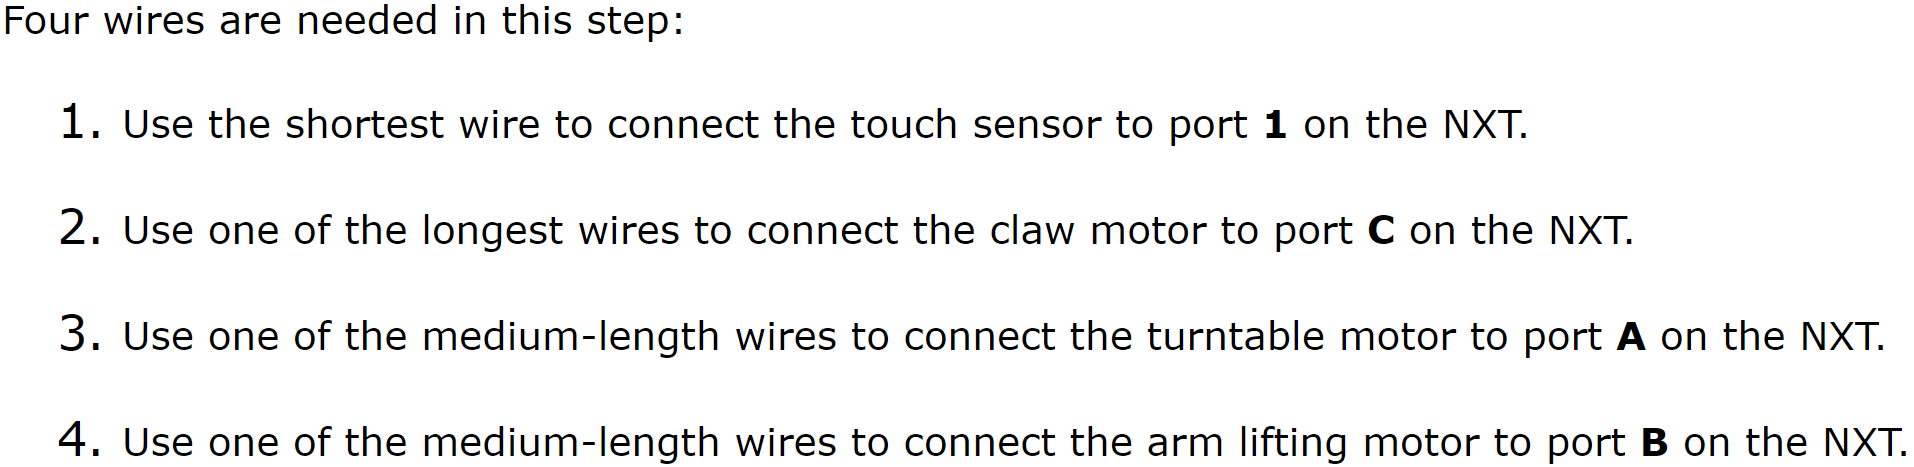 Four wires are needed in this step:
1. Use the shortest wire to connect the touch sensor to port 1 on the NXT.
2. Use one of the longest wires to connect the claw motor to port C on the NXT.
3. Use one of the medium-length wires to connect the turntable motor to port A on the NXT.
4. Use one of the medium-length wires to connect the arm lifting motor to port B on the NXT.